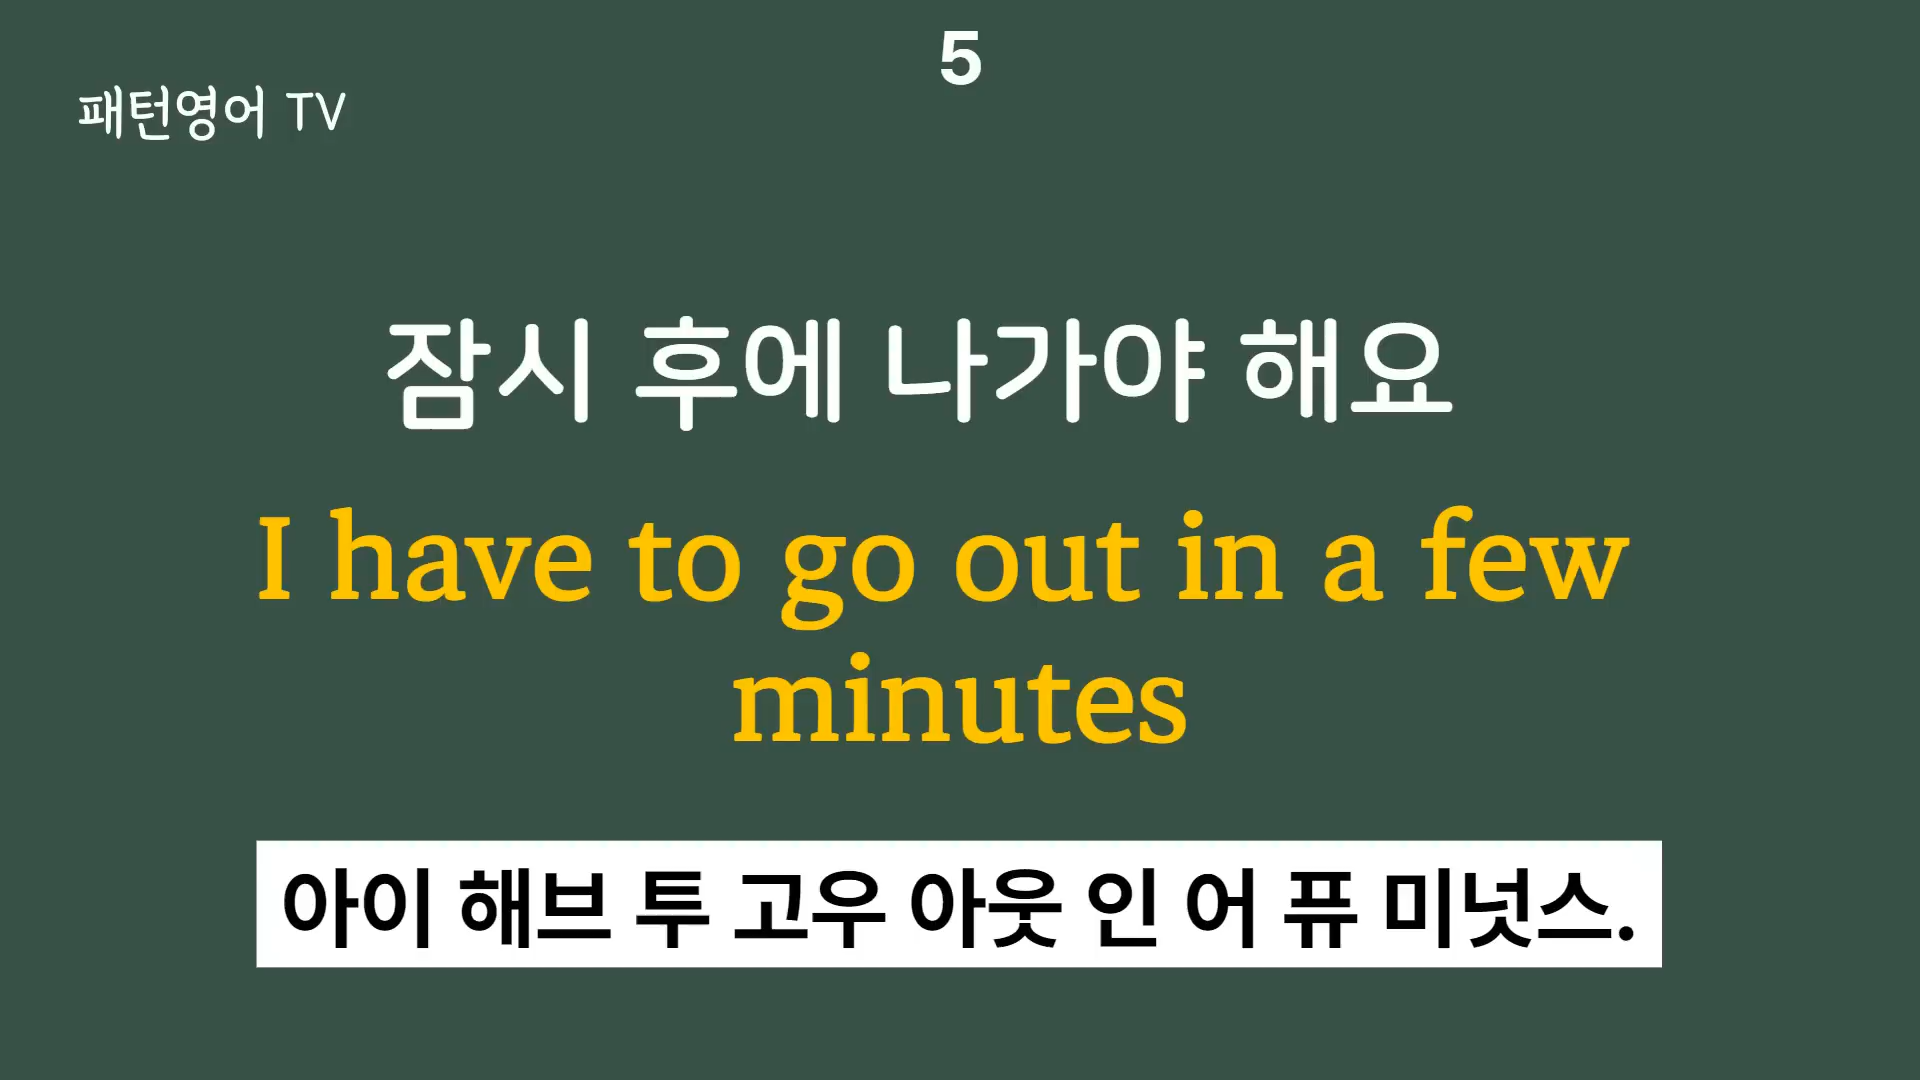 5
패턴영어 TV
잠시 후에 나가야 해요
I have to go out in a few
minutes
아이 해브 투 고우 아웃 인 어 퓨 미넛스.